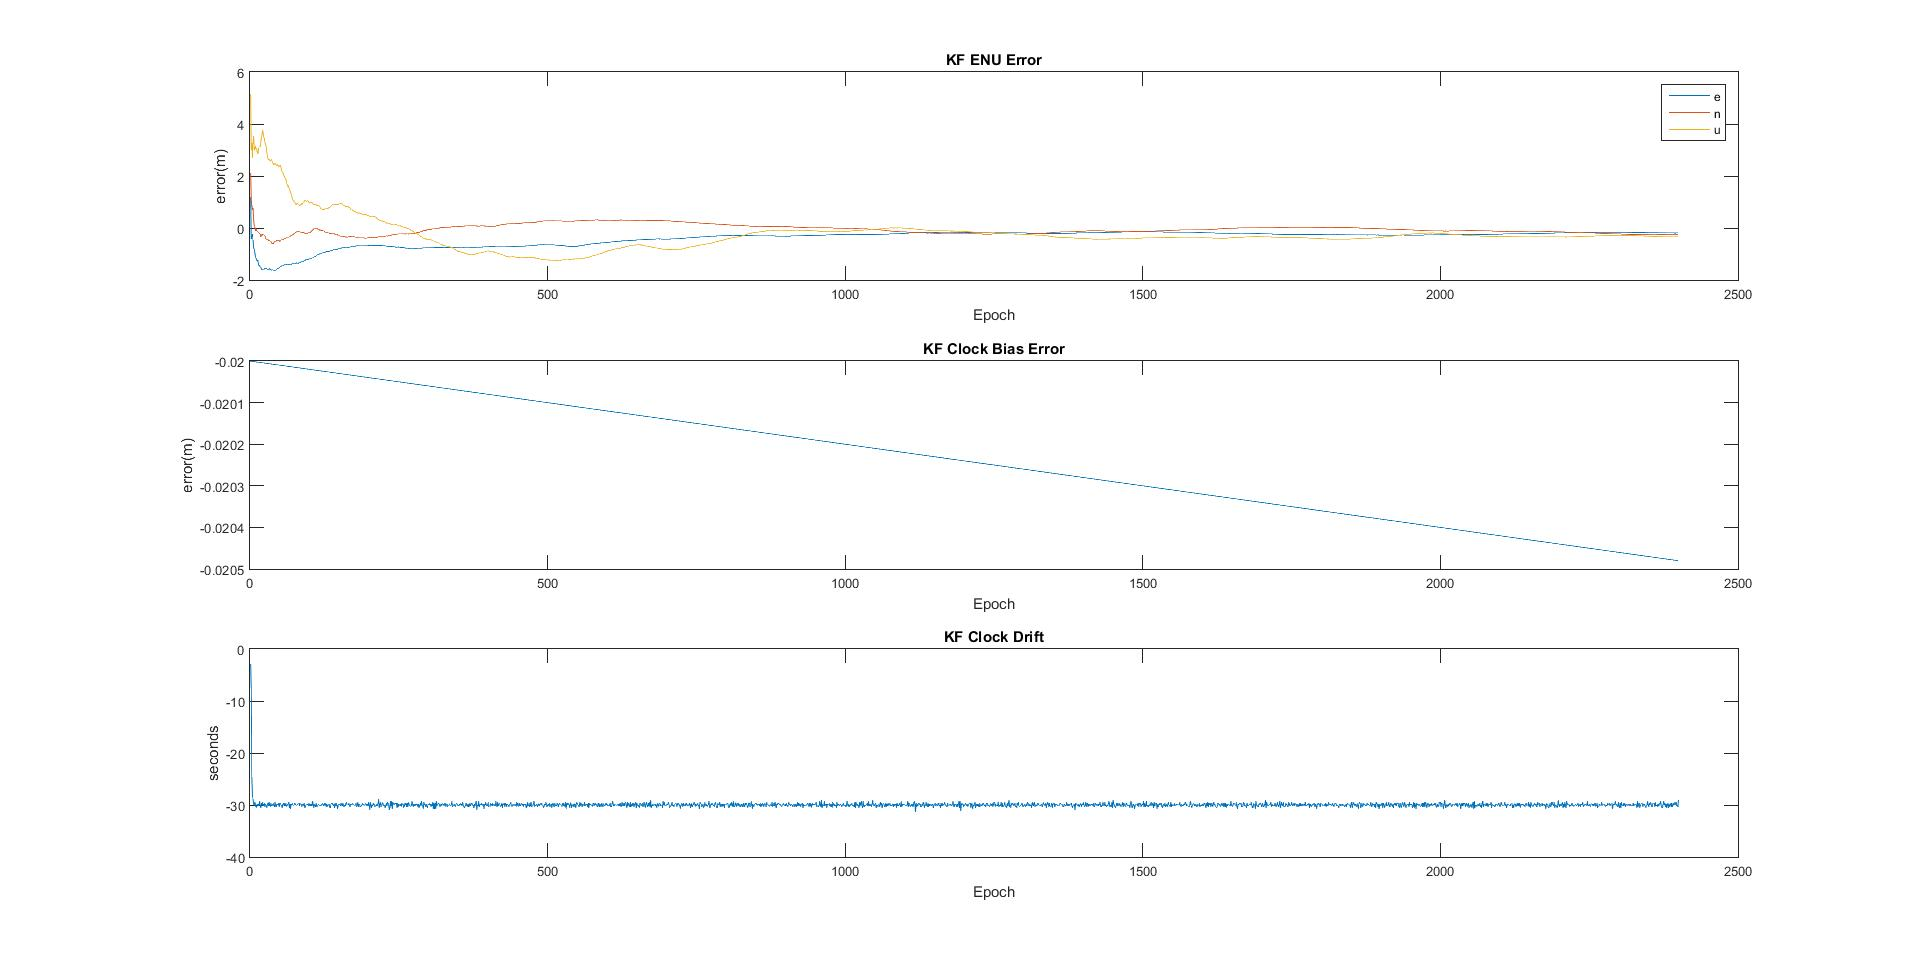 KF ENU Error
6
4
2
0
-2
error(m)
e
n
u
0
500
1000
1500
2000
2500
Epoch
KF Clock Bias Error
-0.02
-0.0201
-0.0202
-0.0203
-0.0204
-0.0205
error(m)
0
500
1000
1500
2000
2500
Epoch
KF Clock Drift
0
-10
-20
-30
-40
seconds
0
500
1000
1500
2000
2500
Epoch